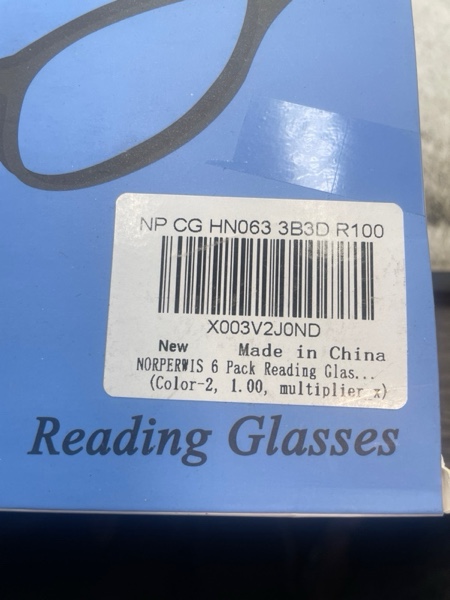 NP CG HN063 3B3D R100
X003V2J0ND
New Made in China
NORPERWIS 6 Pack Reading Glas...
(Color-2, 1.00, multiplier_x)
Reading Glasses